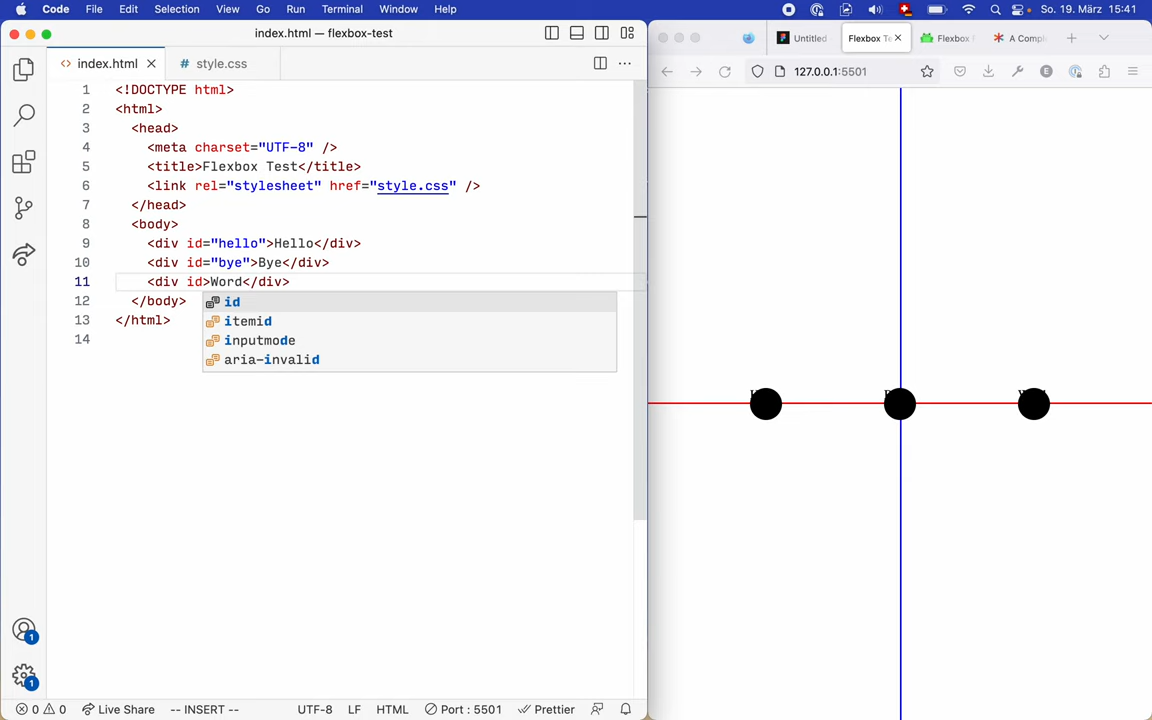 Code File Edit Selection View Go Run Terminal Window Help So. 19. März 15:41
index.html — flexbox-test
index.html
style.css
1 <!DOCTYPE html>
2 <html>
3 <head>
4 <meta charset="UTF-8" />
5 <title>Flexbox Test</title>
6 <link rel="stylesheet" href="style.css" />
7 </head>
8 <body>
9 <div id="hello">Hello</div>
10 <div id="bye">Bye</div>
11 <div id>Word</div>
12 </body>
13 </html>
14
id
itemid
inputmode
aria-invalid
1
1
0 0 Live Share -- INSERT -- UTF-8 LF HTML Port : 5501 Prettier
Untitled
Flexbox Te
Flexbox
A Compl
127.0.0.1:5501
E